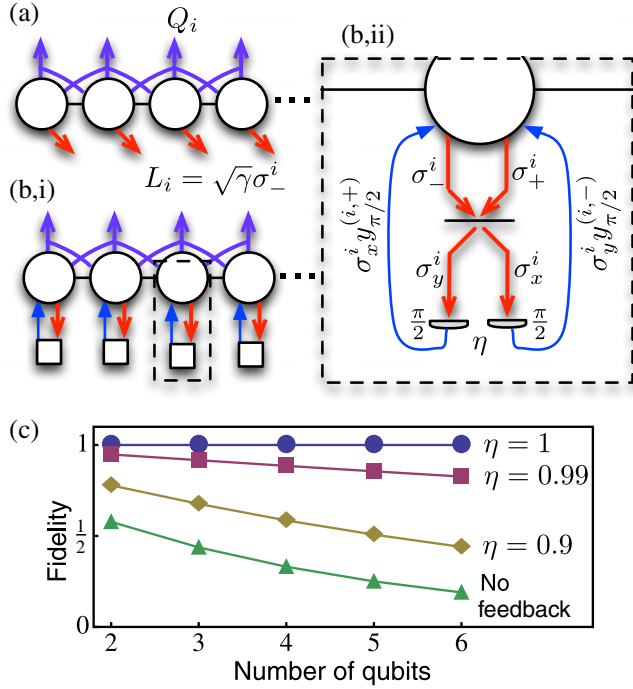 (a)
Q_i
L_i = √γσ_-^i
(b,i)
(b,ii)
σ_-^i
σ_+^i
σ_x^i y_{π/2}^{(i,+)}
σ_y^i y_{π/2}^{(i,-)}
σ_y^i
σ_x^i
π/2
π/2
η
(c)
Fidelity
1
1/2
0
η = 1
η = 0.99
η = 0.9
No
feedback
2 3 4 5 6
Number of qubits